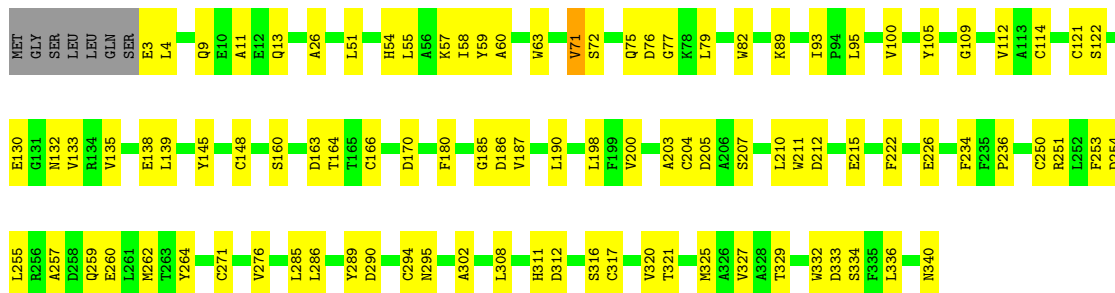 MET GLY SER LEU LEU GLN SER E3 L4 Q9 E10 A11 E12 Q13 A26 L51 H54 L55 A56 K57 I58 Y59 A60 W63 V71 S72 Q75 D76 G77 K78 L79 W82 K89 I93 P94 L95 V100 Y105 G109 V112 A113 C114 C121 S122
E130 G131 N132 V133 R134 V135 E138 L139 Y145 C148 S160 D163 T164 T165 C166 D170 F180 G185 D186 V187 L190 L198 F199 V200 A203 C204 D205 A206 S207 L210 W211 D212 E215 F222 E226 F234 F235 P236 C250 R251 L252 F253
L255 R256 A257 D258 Q259 E260 L261 M262 T263 Y264 C271 V276 L285 L286 Y289 D290 C294 N295 A302 L308 H311 D312 S316 C317 V320 T321 M325 A326 V327 A328 T329 W332 D333 S334 F335 L336 N340